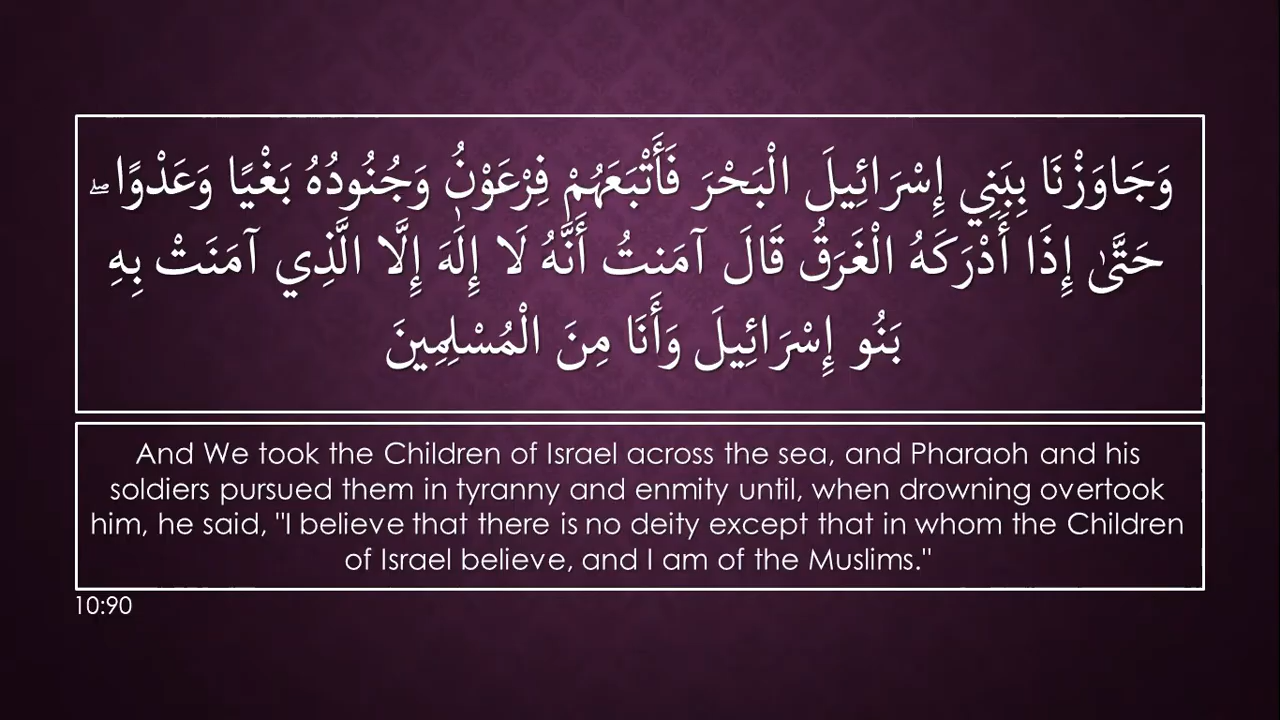 وَجَاوَزْنَا بِبَنِي إِسْرَائِيلَ الْبَحْرَ فَأَتْبَعَهُمْ فِرْعَوْنُ وَجُنُودُهُ بَغْيًا وَعَدْوًا ۖ
حَتَّىٰ إِذَا أَدْرَكَهُ الْغَرَقُ قَالَ آمَنتُ أَنَّهُ لَا إِلَٰهَ إِلَّا الَّذِي آمَنَتْ بِهِ
بَنُو إِسْرَائِيلَ وَأَنَا مِنَ الْمُسْلِمِينَ
And We took the Children of Israel across the sea, and Pharaoh and his
soldiers pursued them in tyranny and enmity until, when drowning overtook
him, he said, "I believe that there is no deity except that in whom the Children
of Israel believe, and I am of the Muslims."
10:90